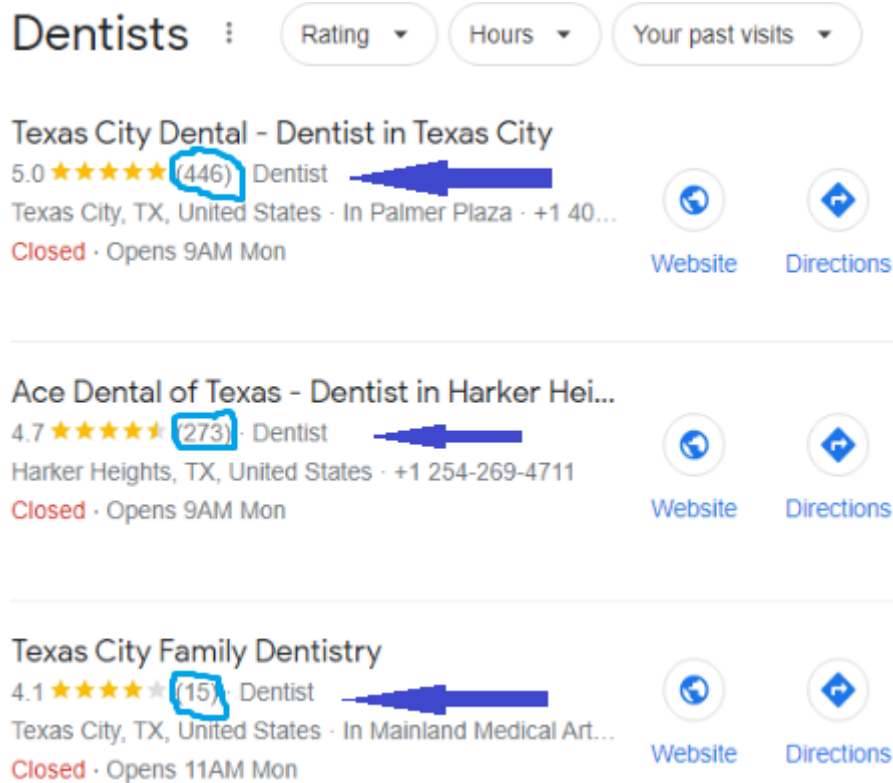 Dentists
Rating
Hours
Your past visits
Texas City Dental - Dentist in Texas City
5.0 (446) · Dentist
Texas City, TX, United States · In Palmer Plaza · +1 40...
Closed · Opens 9AM Mon
Website
Directions
Ace Dental of Texas - Dentist in Harker Hei...
4.7 (273) · Dentist
Harker Heights, TX, United States · +1 254-269-4711
Closed · Opens 9AM Mon
Website
Directions
Texas City Family Dentistry
4.1 (15) · Dentist
Texas City, TX, United States · In Mainland Medical Art...
Closed · Opens 11AM Mon
Website
Directions